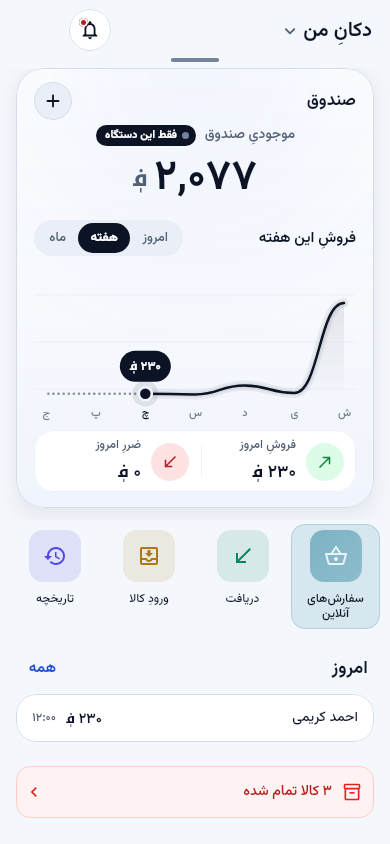 دکانِ من
صندوق
موجودیِ صندوق
فقط این دستگاه
۲,۰۷۷ ؋
فروشِ این هفته
امروز
هفته
ماه
۲۳۰ ؋
ش
ی
د
س
چ
پ
ج
فروشِ امروز
۲۳۰ ؋
ضررِ امروز
۰ ؋
سفارش‌های
آنلاین
دریافت
ورودِ کالا
تاریخچه
امروز
همه
احمد کریمی
۲۳۰ ؋
۱۲:۰۰
۳ کالا تمام شده